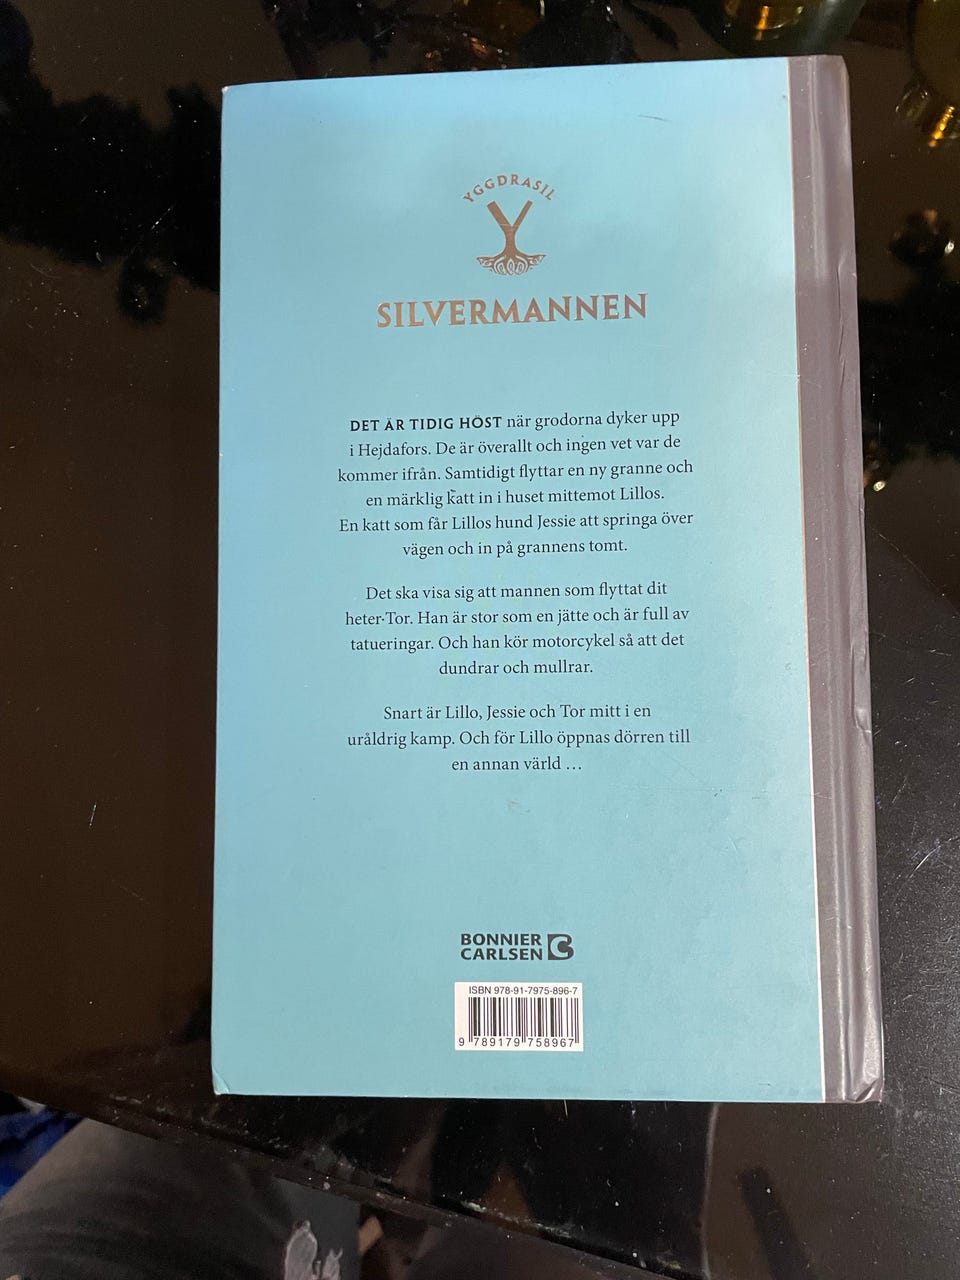 YGGDRASIL
Y
SILVERMANNEN
DET ÄR TIDIG HÖST när grodorna dyker upp
i Hejdafors. De är överallt och ingen vet var de
kommer ifrån. Samtidigt flyttar en ny granne och
en märklig katt in i huset mittemot Lillos.
En katt som får Lillos hund Jessie att springa över
vägen och in på grannens tomt.
Det ska visa sig att mannen som flyttat dit
heter Tor. Han är stor som en jätte och är full av
tatueringar. Och han kör motorcykel så att det
dundrar och mullrar.
Snart är Lillo, Jessie och Tor mitt i en
uråldrig kamp. Och för Lillo öppnas dörren till
en annan värld …
BONNIER
CARLSEN
ISBN 978-91-7975-896-7
9 789179 758967